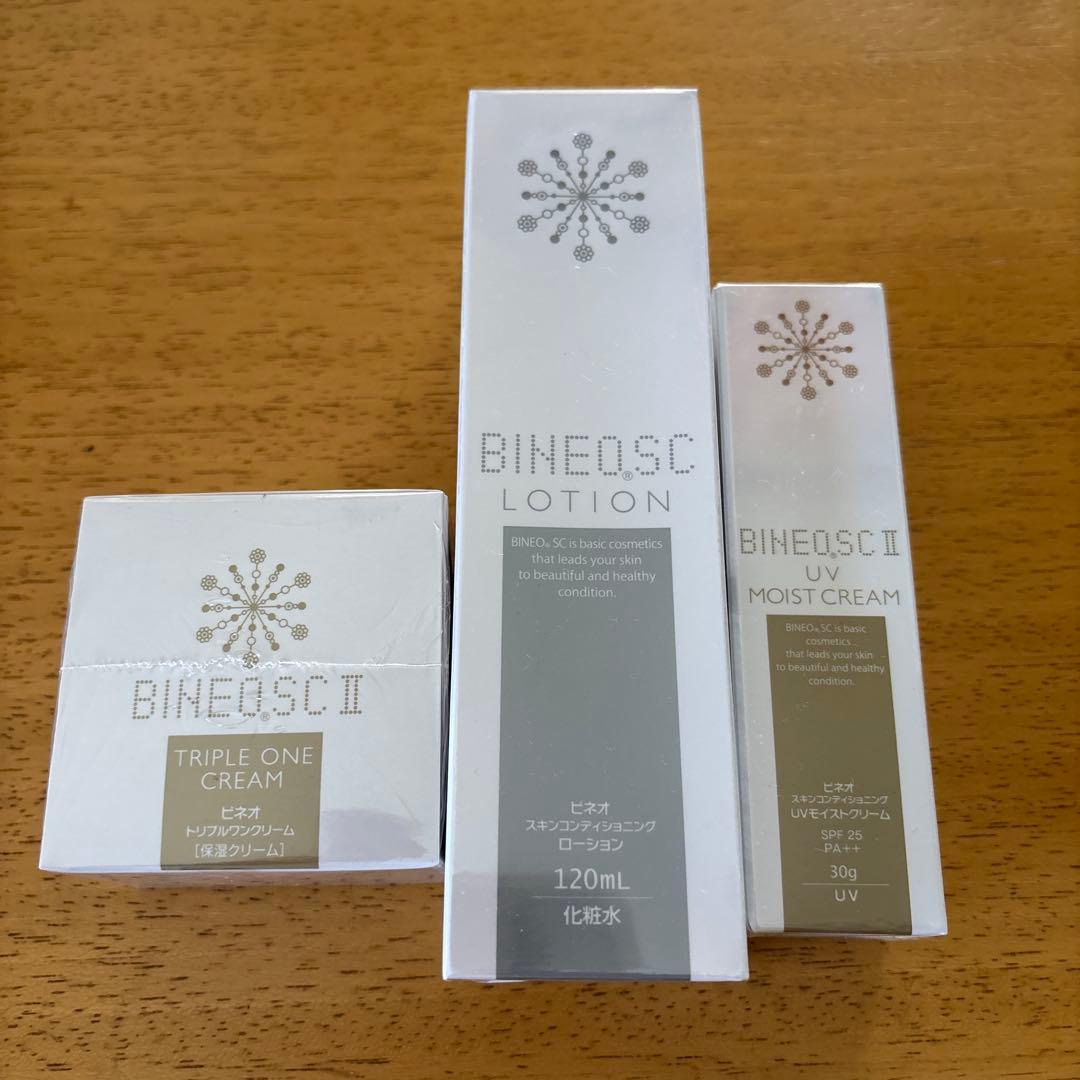 BINEO®SCⅡ
TRIPLE ONE
CREAM
ビネオ
トリプルワンクリーム
[保湿クリーム]
BINEO®SC
LOTION
BINEO® SC is basic cosmetics
that leads your skin
to beautiful and healthy
condition.
ビネオ
スキンコンディショニング
ローション
120mL
化粧水
BINEO®SCⅡ
UV
MOIST CREAM
BINEO® SC is basic
cosmetics
that leads your skin
to beautiful and healthy
condition.
ビネオ
スキンコンディショニング
UVモイストクリーム
SPF 25
PA++
30g
UV